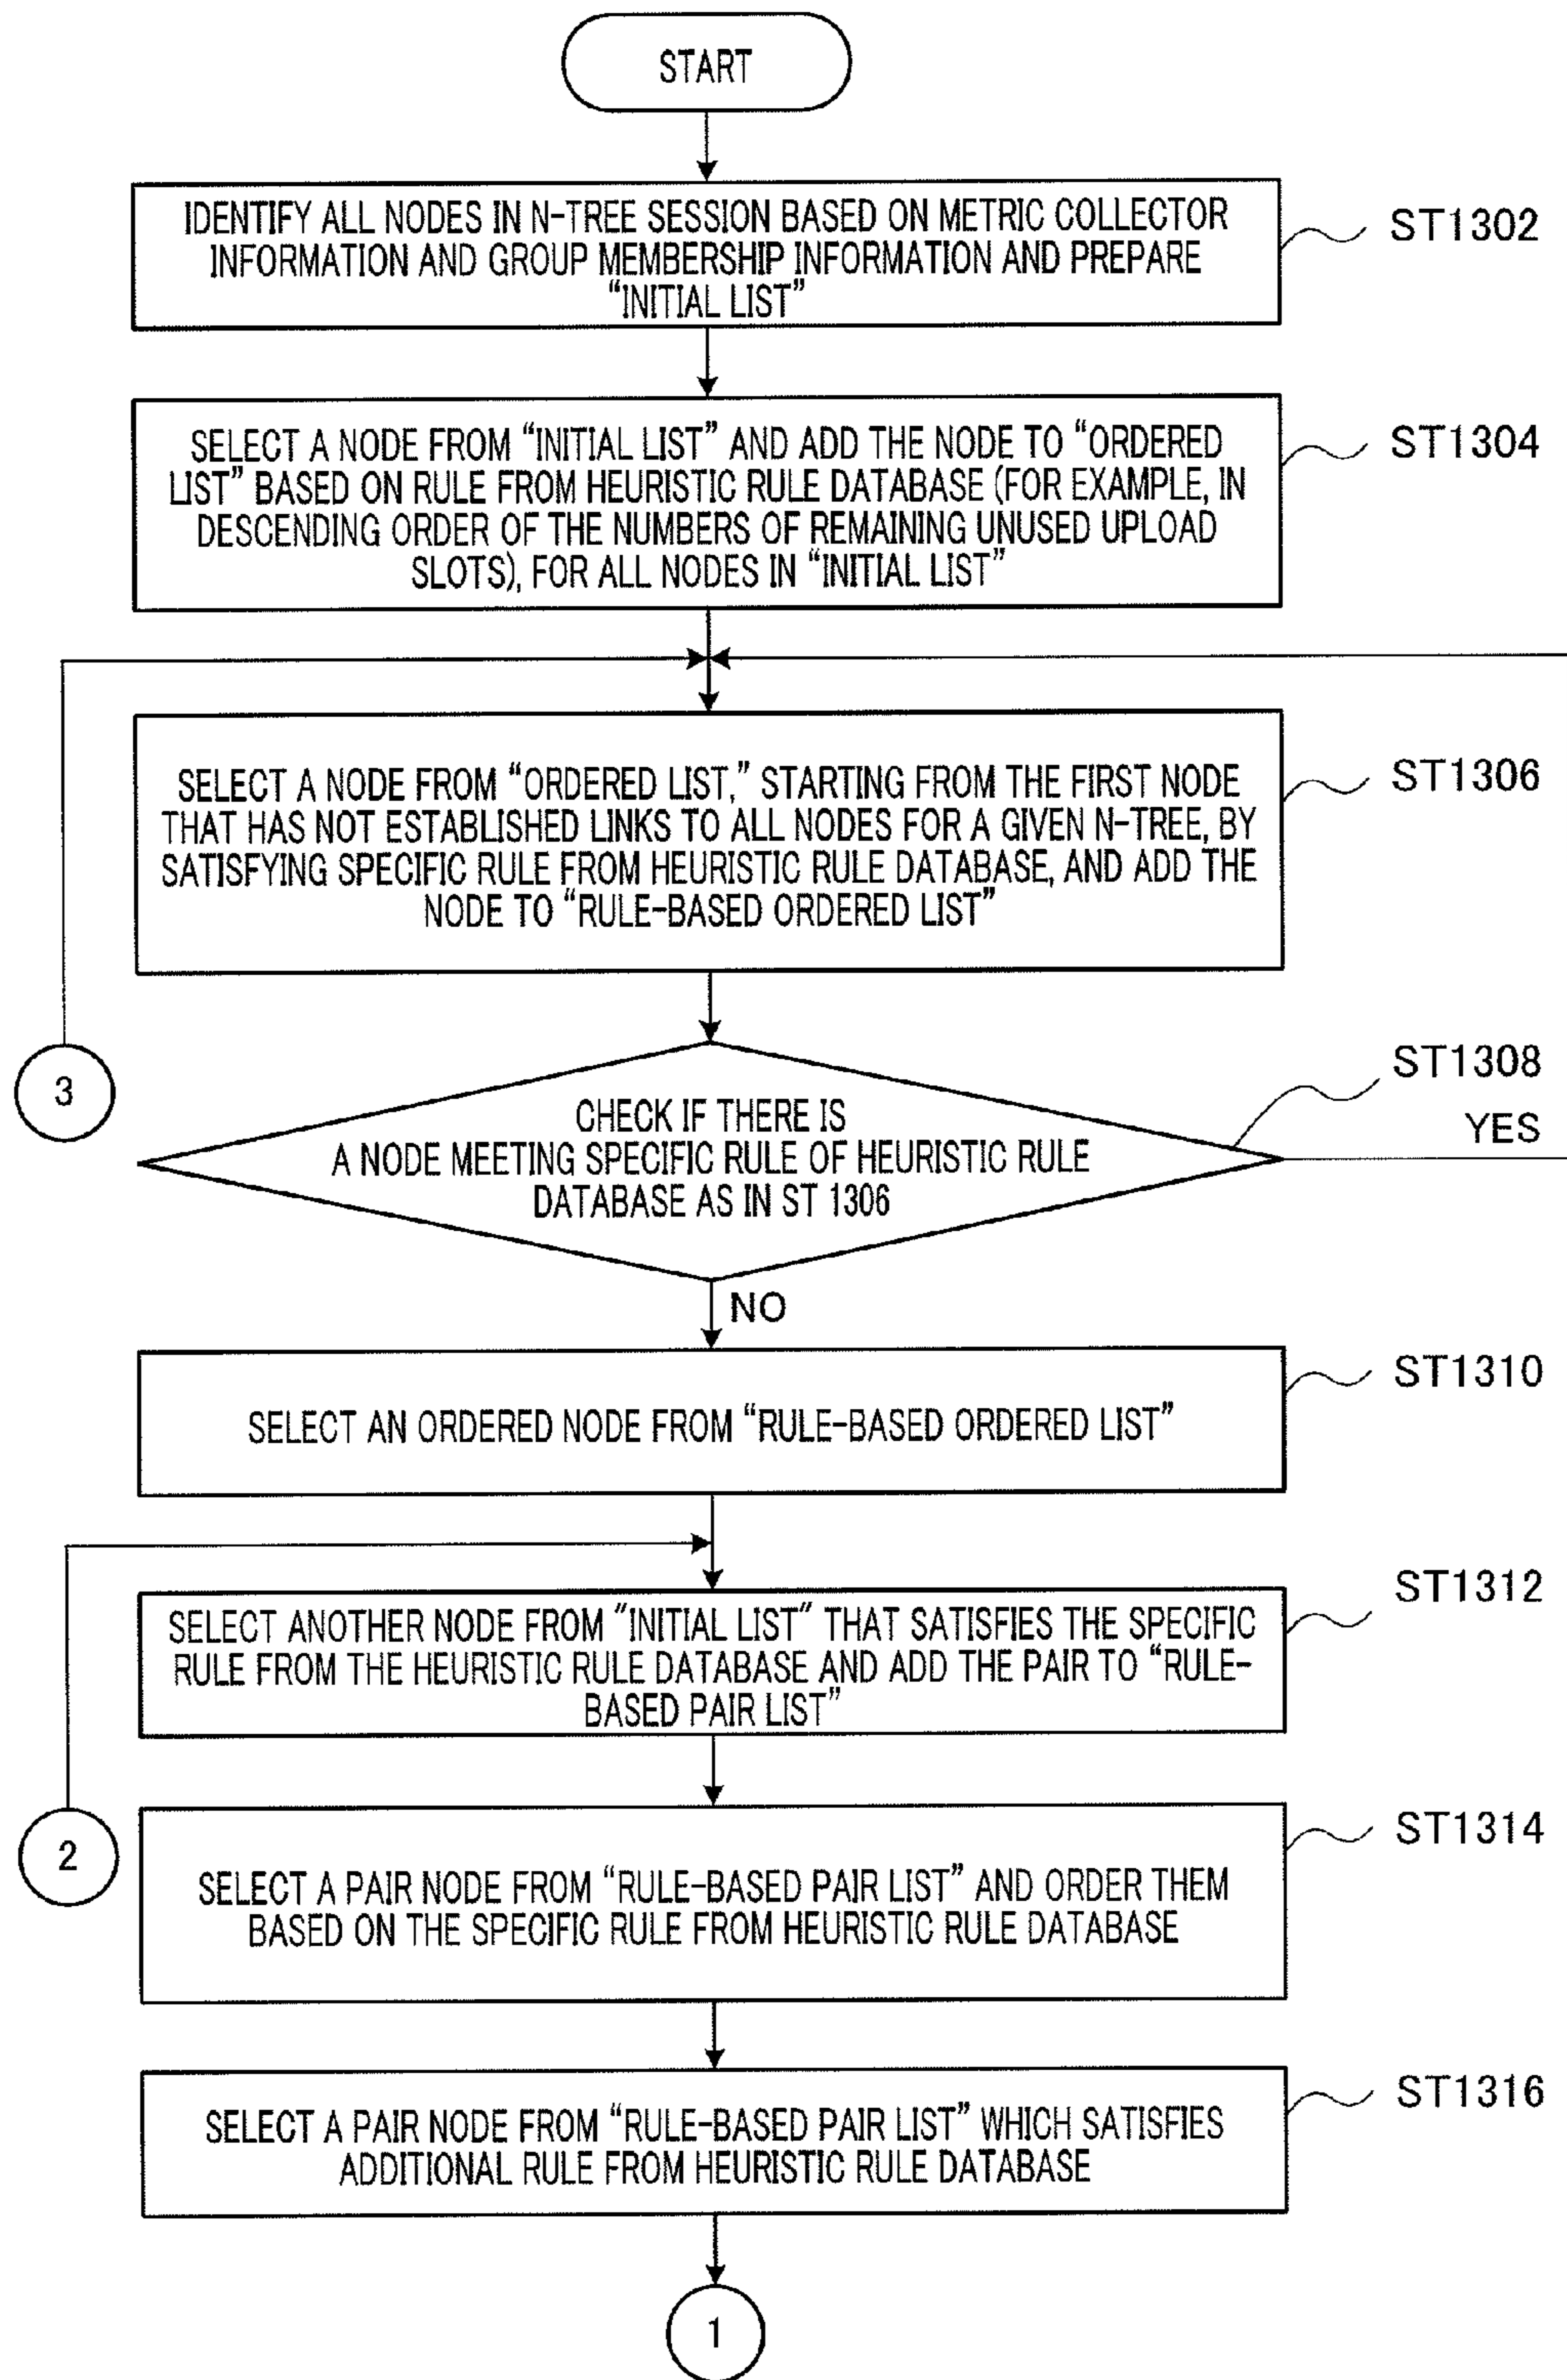 START
IDENTIFY ALL NODES IN N-TREE SESSION BASED ON METRIC COLLECTOR
INFORMATION AND GROUP MEMBERSHIP INFORMATION AND PREPARE
“INITIAL LIST”
ST1302
SELECT A NODE FROM “INITIAL LIST” AND ADD THE NODE TO “ORDERED
LIST” BASED ON RULE FROM HEURISTIC RULE DATABASE (FOR EXAMPLE, IN
DESCENDING ORDER OF THE NUMBERS OF REMAINING UNUSED UPLOAD
SLOTS), FOR ALL NODES IN “INITIAL LIST”
ST1304
SELECT A NODE FROM “ORDERED LIST,” STARTING FROM THE FIRST NODE
THAT HAS NOT ESTABLISHED LINKS TO ALL NODES FOR A GIVEN N-TREE, BY
SATISFYING SPECIFIC RULE FROM HEURISTIC RULE DATABASE, AND ADD THE
NODE TO “RULE-BASED ORDERED LIST”
ST1306
3
CHECK IF THERE IS
A NODE MEETING SPECIFIC RULE OF HEURISTIC RULE
DATABASE AS IN ST 1306
ST1308
YES
NO
SELECT AN ORDERED NODE FROM “RULE-BASED ORDERED LIST”
ST1310
SELECT ANOTHER NODE FROM “INITIAL LIST” THAT SATISFIES THE SPECIFIC
RULE FROM THE HEURISTIC RULE DATABASE AND ADD THE PAIR TO “RULE-
BASED PAIR LIST”
ST1312
2
SELECT A PAIR NODE FROM “RULE-BASED PAIR LIST” AND ORDER THEM
BASED ON THE SPECIFIC RULE FROM HEURISTIC RULE DATABASE
ST1314
SELECT A PAIR NODE FROM “RULE-BASED PAIR LIST” WHICH SATISFIES
ADDITIONAL RULE FROM HEURISTIC RULE DATABASE
ST1316
1